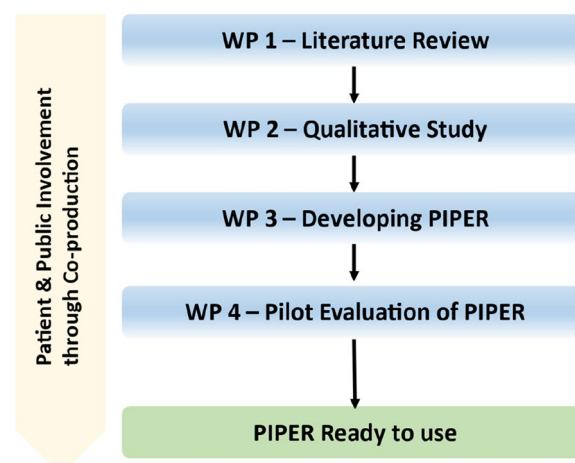 Patient & Public Involvement
through Co-production
WP 1 – Literature Review
WP 2 – Qualitative Study
WP 3 – Developing PIPER
WP 4 – Pilot Evaluation of PIPER
PIPER Ready to use